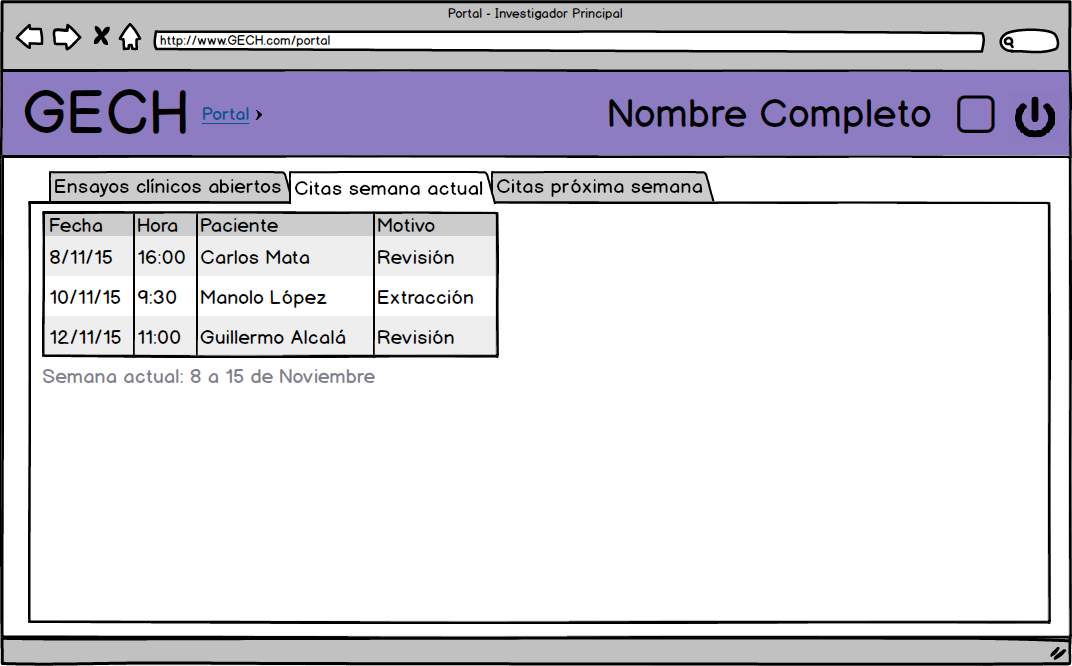 Portal - Investigador Principal
http://www.GECH.com/portal
GECH Portal › Nombre Completo
Ensayos clínicos abiertos Citas semana actual Citas próxima semana
Fecha Hora Paciente Motivo
8/11/15 16:00 Carlos Mata Revisión
10/11/15 9:30 Manolo López Extracción
12/11/15 11:00 Guillermo Alcalá Revisión
Semana actual: 8 a 15 de Noviembre